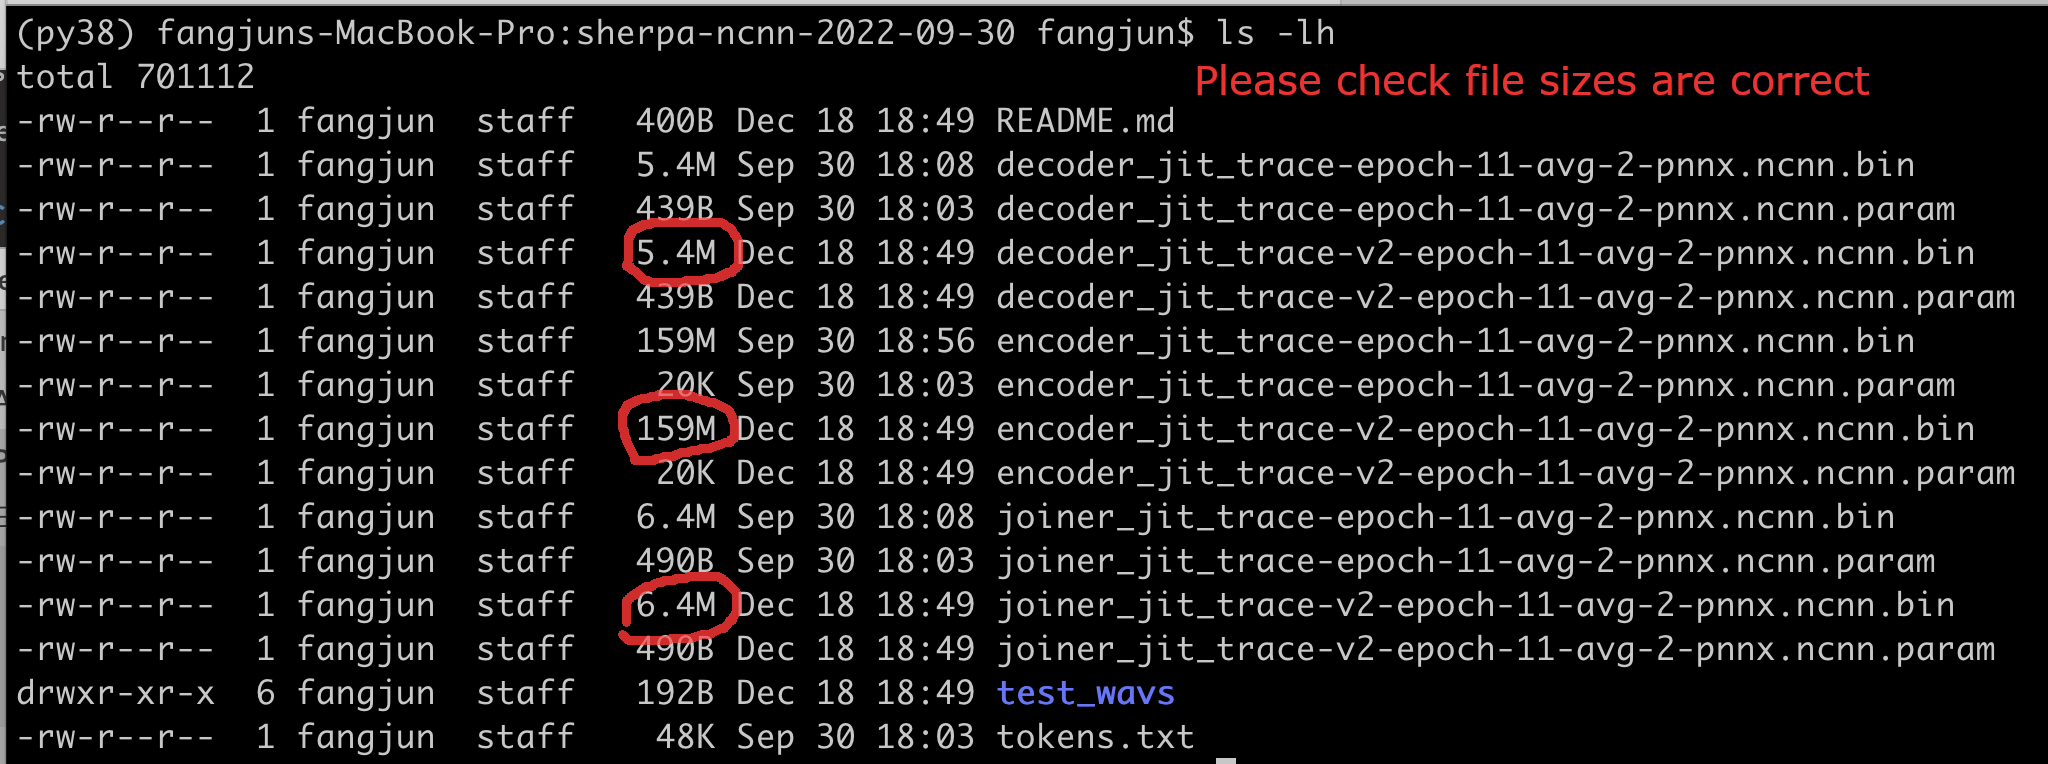 (py38) fangjuns-MacBook-Pro:sherpa-ncnn-2022-09-30 fangjun$ ls -lh
total 701112
Please check file sizes are correct
-rw-r--r--  1 fangjun  staff   400B Dec 18 18:49 README.md
-rw-r--r--  1 fangjun  staff   5.4M Sep 30 18:08 decoder_jit_trace-epoch-11-avg-2-pnnx.ncnn.bin
-rw-r--r--  1 fangjun  staff   439B Sep 30 18:03 decoder_jit_trace-epoch-11-avg-2-pnnx.ncnn.param
-rw-r--r--  1 fangjun  staff   5.4M Dec 18 18:49 decoder_jit_trace-v2-epoch-11-avg-2-pnnx.ncnn.bin
-rw-r--r--  1 fangjun  staff   439B Dec 18 18:49 decoder_jit_trace-v2-epoch-11-avg-2-pnnx.ncnn.param
-rw-r--r--  1 fangjun  staff   159M Sep 30 18:56 encoder_jit_trace-epoch-11-avg-2-pnnx.ncnn.bin
-rw-r--r--  1 fangjun  staff    20K Sep 30 18:03 encoder_jit_trace-epoch-11-avg-2-pnnx.ncnn.param
-rw-r--r--  1 fangjun  staff   159M Dec 18 18:49 encoder_jit_trace-v2-epoch-11-avg-2-pnnx.ncnn.bin
-rw-r--r--  1 fangjun  staff    20K Dec 18 18:49 encoder_jit_trace-v2-epoch-11-avg-2-pnnx.ncnn.param
-rw-r--r--  1 fangjun  staff   6.4M Sep 30 18:08 joiner_jit_trace-epoch-11-avg-2-pnnx.ncnn.bin
-rw-r--r--  1 fangjun  staff   490B Sep 30 18:03 joiner_jit_trace-epoch-11-avg-2-pnnx.ncnn.param
-rw-r--r--  1 fangjun  staff   6.4M Dec 18 18:49 joiner_jit_trace-v2-epoch-11-avg-2-pnnx.ncnn.bin
-rw-r--r--  1 fangjun  staff   490B Dec 18 18:49 joiner_jit_trace-v2-epoch-11-avg-2-pnnx.ncnn.param
drwxr-xr-x  6 fangjun  staff   192B Dec 18 18:49 test_wavs
-rw-r--r--  1 fangjun  staff    48K Sep 30 18:03 tokens.txt